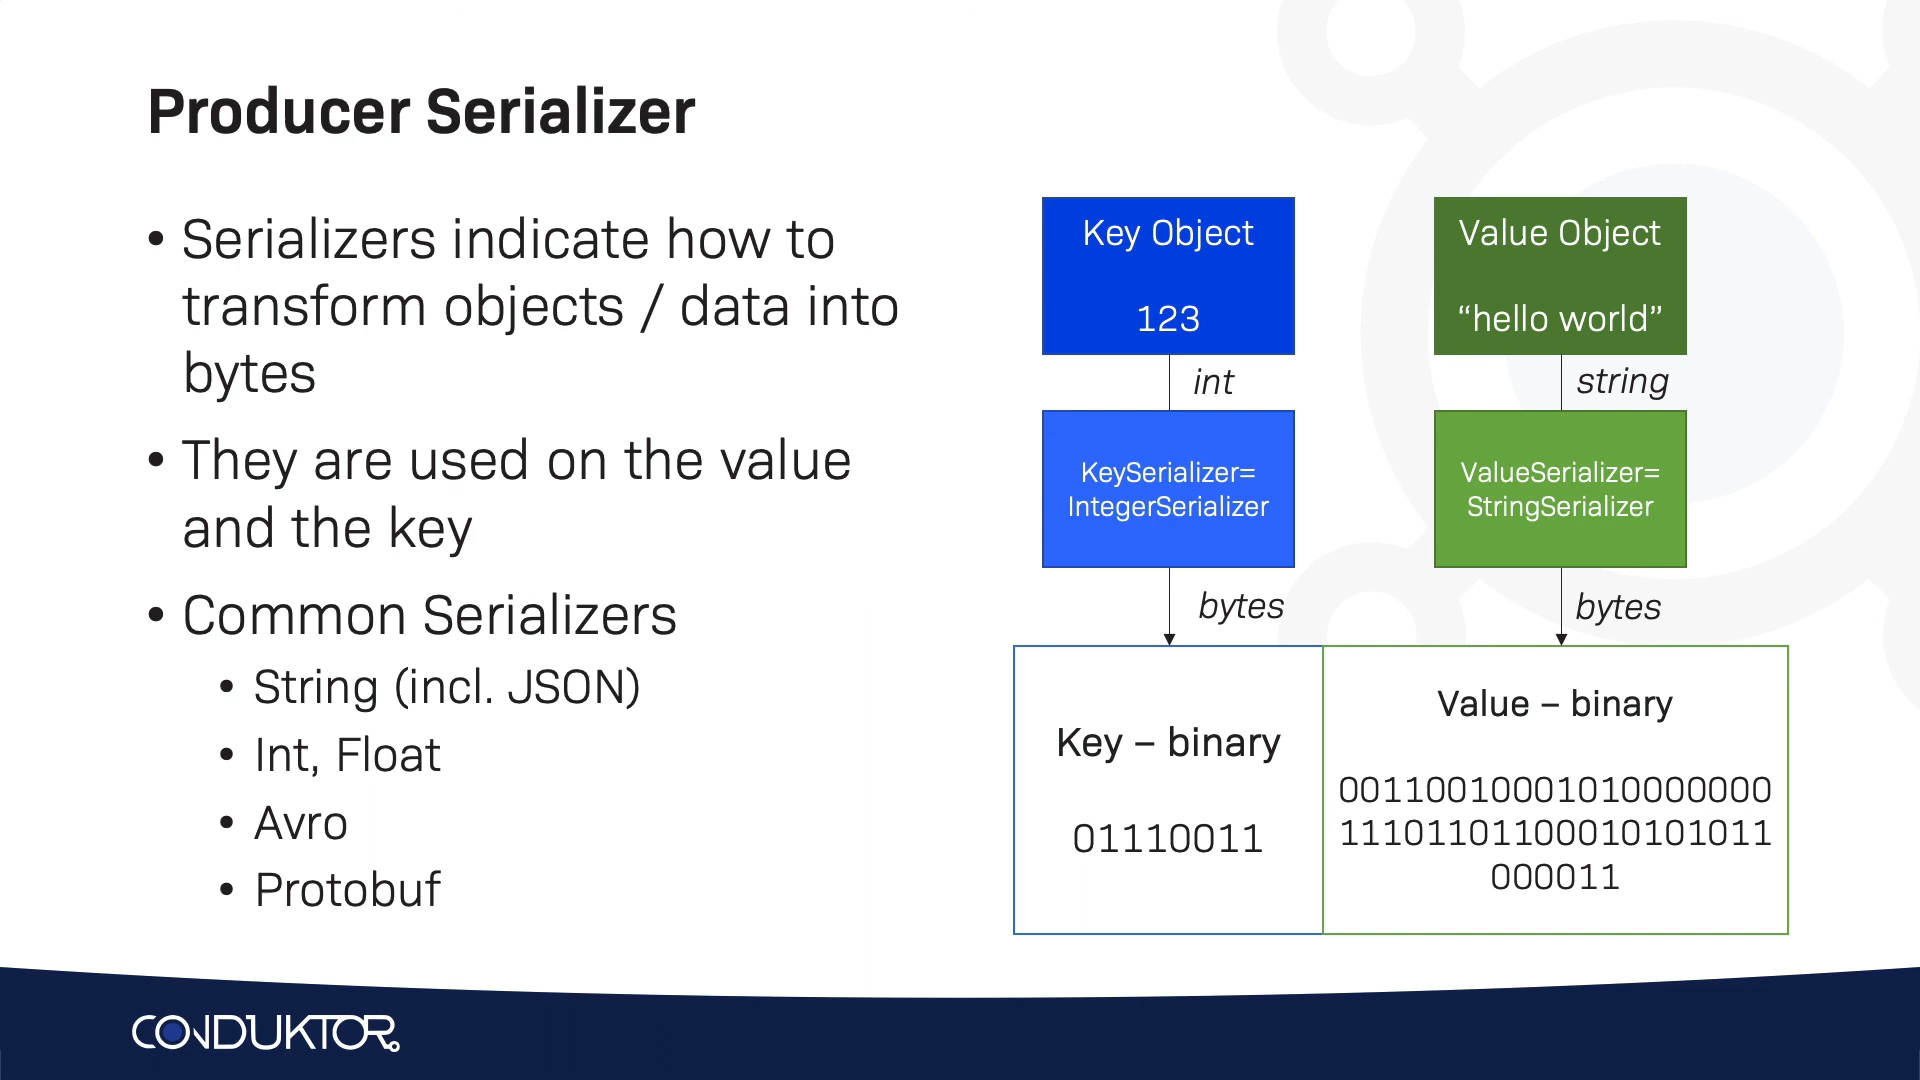 Producer Serializer
• Serializers indicate how to
transform objects / data into
bytes
• They are used on the value
and the key
• Common Serializers
• String (incl. JSON)
• Int, Float
• Avro
• Protobuf
Key Object
123
int
KeySerializer=
IntegerSerializer
bytes
Key – binary
01110011
Value Object
“hello world”
string
ValueSerializer=
StringSerializer
bytes
Value – binary
00110010001010000000
11101101100010101011
000011
CONDUKTOR